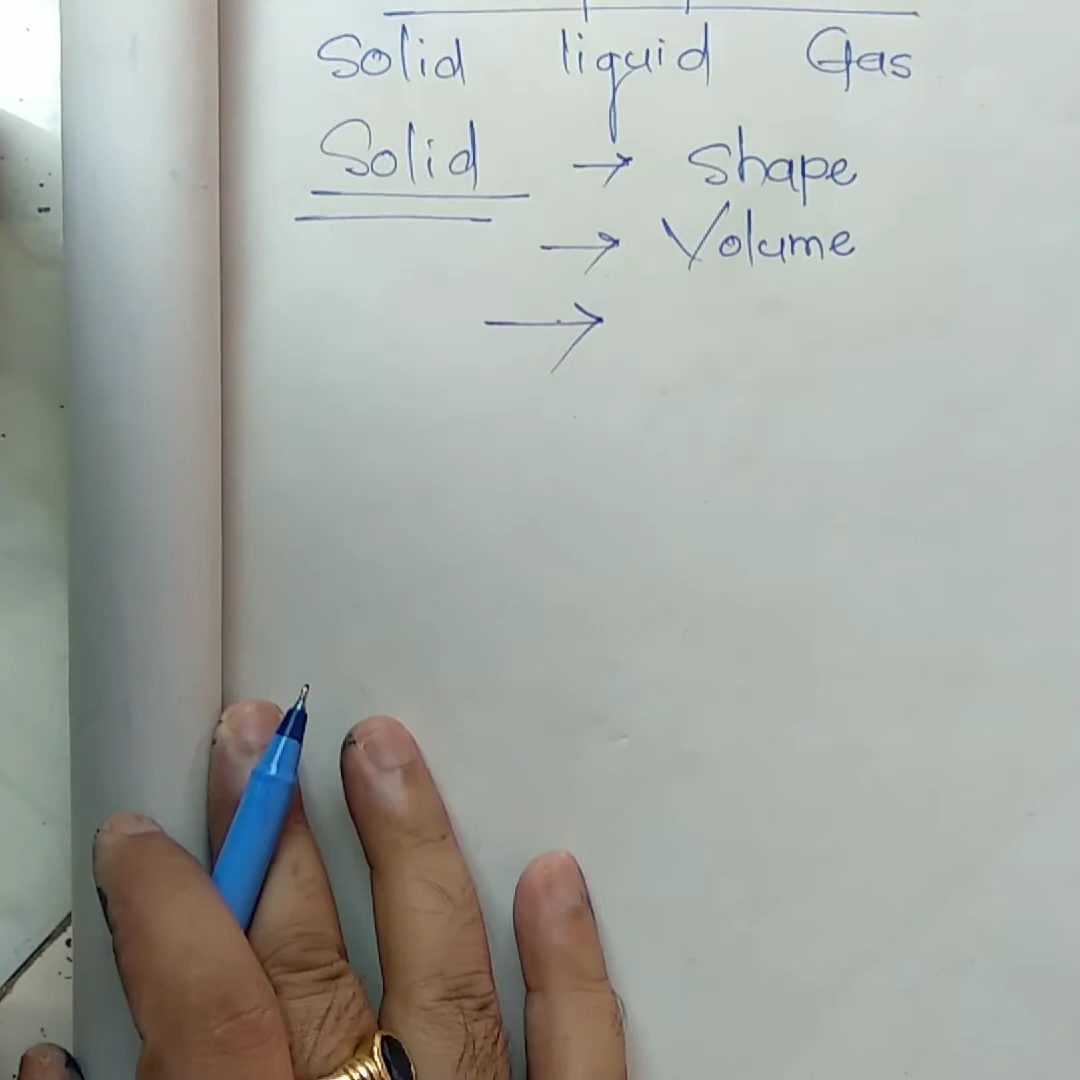 Solid liquid Gas
Solid → Shape
→ Volume
→